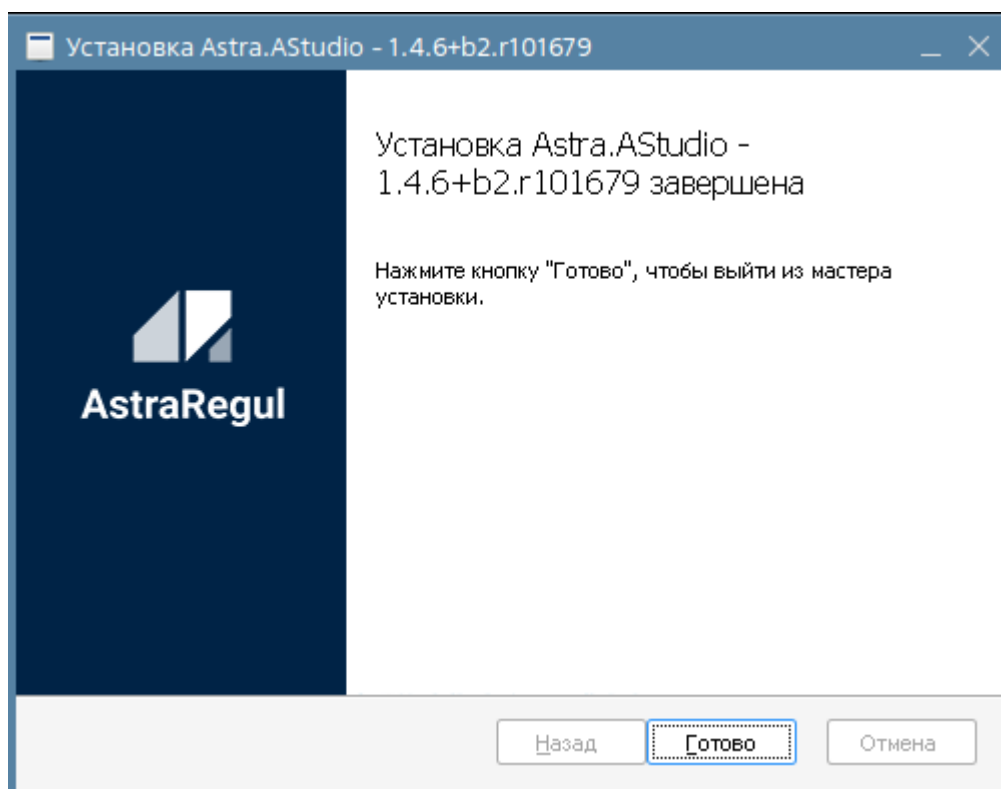 Установка Astra.AStudio - 1.4.6+b2.r101679
Установка Astra.AStudio -
1.4.6+b2.r101679 завершена
Нажмите кнопку "Готово", чтобы выйти из мастера
установки.
AstraRegul
Назад
Готово
Отмена